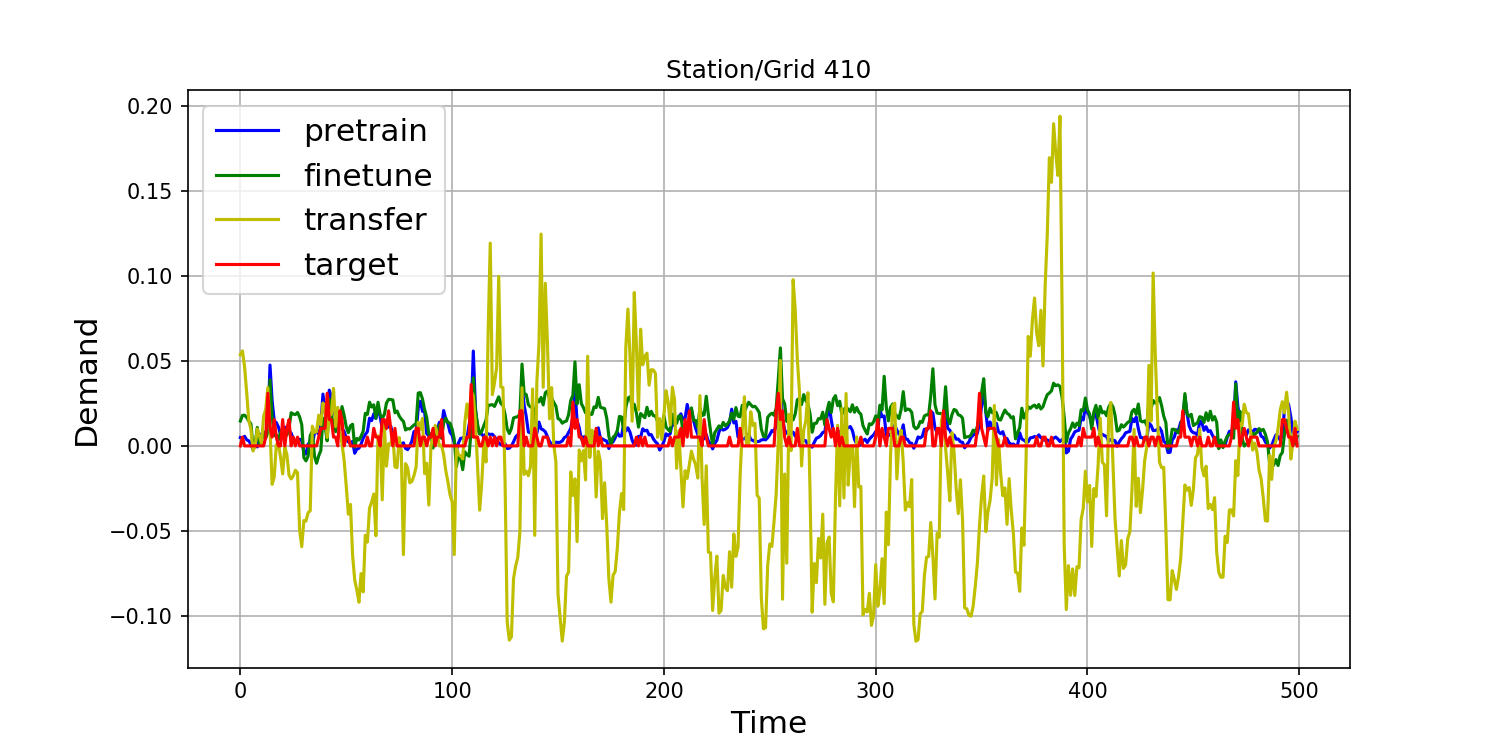 Station/Grid 410
0.20
0.15
0.10
0.05
0.00
−0.05
−0.10
Demand
pretrain
finetune
transfer
target
0 100 200 300 400 500
Time